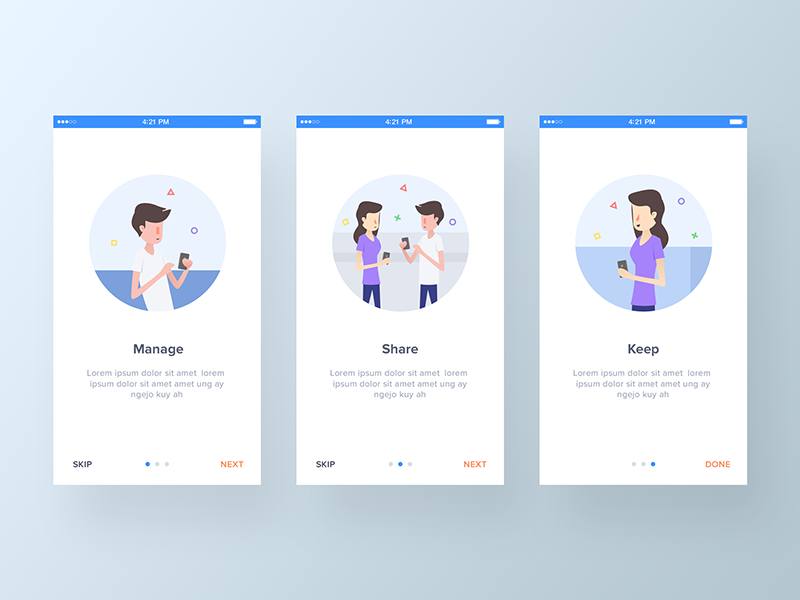 4:21 PM
Manage
Lorem ipsum dolor sit amet lorem
ipsum dolor sit amet amet ung ay
ngejo kuy ah
SKIP
NEXT
4:21 PM
Share
Lorem ipsum dolor sit amet lorem
ipsum dolor sit amet amet ung ay
ngejo kuy ah
SKIP
NEXT
4:21 PM
Keep
Lorem ipsum dolor sit amet lorem
ipsum dolor sit amet amet ung ay
ngejo kuy ah
DONE